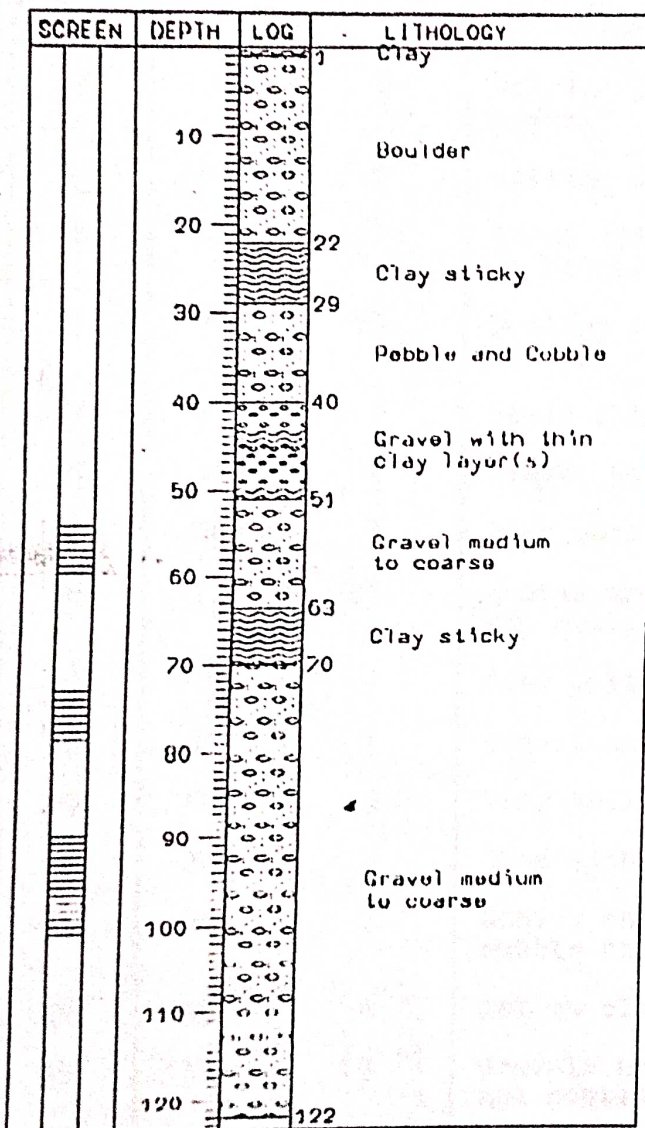 SCREEN DEPTH LOG LITHOLOGY
1 Clay
10
Boulder
20
22
Clay sticky
29
30
Pebble and Cobble
40 40
Gravel with thin
clay layer(s)
50
51
Gravel medium
to coarse
60
63
Clay sticky
70 70
80
90
Gravel medium
to coarse
100
110
120
122